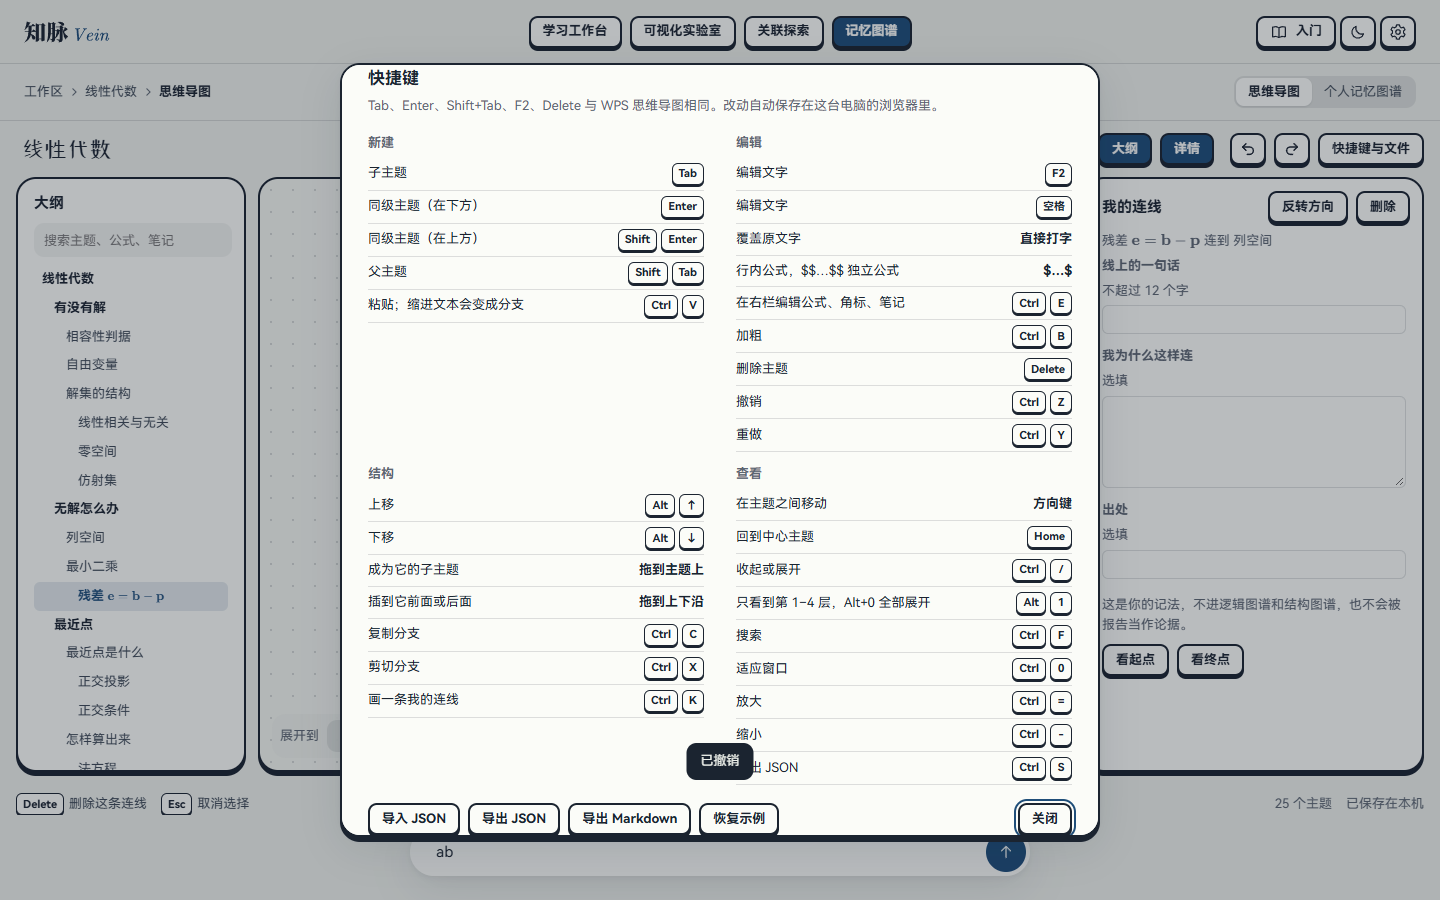 知脉 Vein
学习工作台 可视化实验室 关联探索 记忆图谱
入门
工作区 > 线性代数 > 思维导图
思维导图 个人记忆图谱
线性代数
大纲 详情 快捷键与文件
大纲
搜索主题、公式、笔记
线性代数
有没有解
相容性判据
自由变量
解集的结构
线性相关与无关
零空间
仿射集
无解怎么办
列空间
最小二乘
残差 e = b − p
最近点
最近点是什么
正交投影
正交条件
怎样算出来
法方程
展开到
快捷键
Tab、Enter、Shift+Tab、F2、Delete 与 WPS 思维导图相同。改动自动保存在这台电脑的浏览器里。
新建
子主题 Tab
同级主题（在下方） Enter
同级主题（在上方） Shift Enter
父主题 Shift Tab
粘贴；缩进文本会变成分支 Ctrl V
编辑
编辑文字 F2
编辑文字 空格
覆盖原文字 直接打字
行内公式，$$…$$ 独立公式 $…$
在右栏编辑公式、角标、笔记 Ctrl E
加粗 Ctrl B
删除主题 Delete
撤销 Ctrl Z
重做 Ctrl Y
结构
上移 Alt ↑
下移 Alt ↓
成为它的子主题 拖到主题上
插到它前面或后面 拖到上下沿
复制分支 Ctrl C
剪切分支 Ctrl X
画一条我的连线 Ctrl K
查看
在主题之间移动 方向键
回到中心主题 Home
收起或展开 Ctrl /
只看到第 1–4 层，Alt+0 全部展开 Alt 1
搜索 Ctrl F
适应窗口 Ctrl 0
放大 Ctrl =
缩小 Ctrl -
出 JSON Ctrl S
已撤销
导入 JSON 导出 JSON 导出 Markdown 恢复示例 关闭
我的连线 反转方向 删除
残差 e = b − p 连到 列空间
线上的一句话
不超过 12 个字
我为什么这样连
选填
出处
选填
这是你的记法，不进逻辑图谱和结构图谱，也不会被
报告当作论据。
看起点 看终点
Delete 删除这条连线 Esc 取消选择
25 个主题 已保存在本机
ab